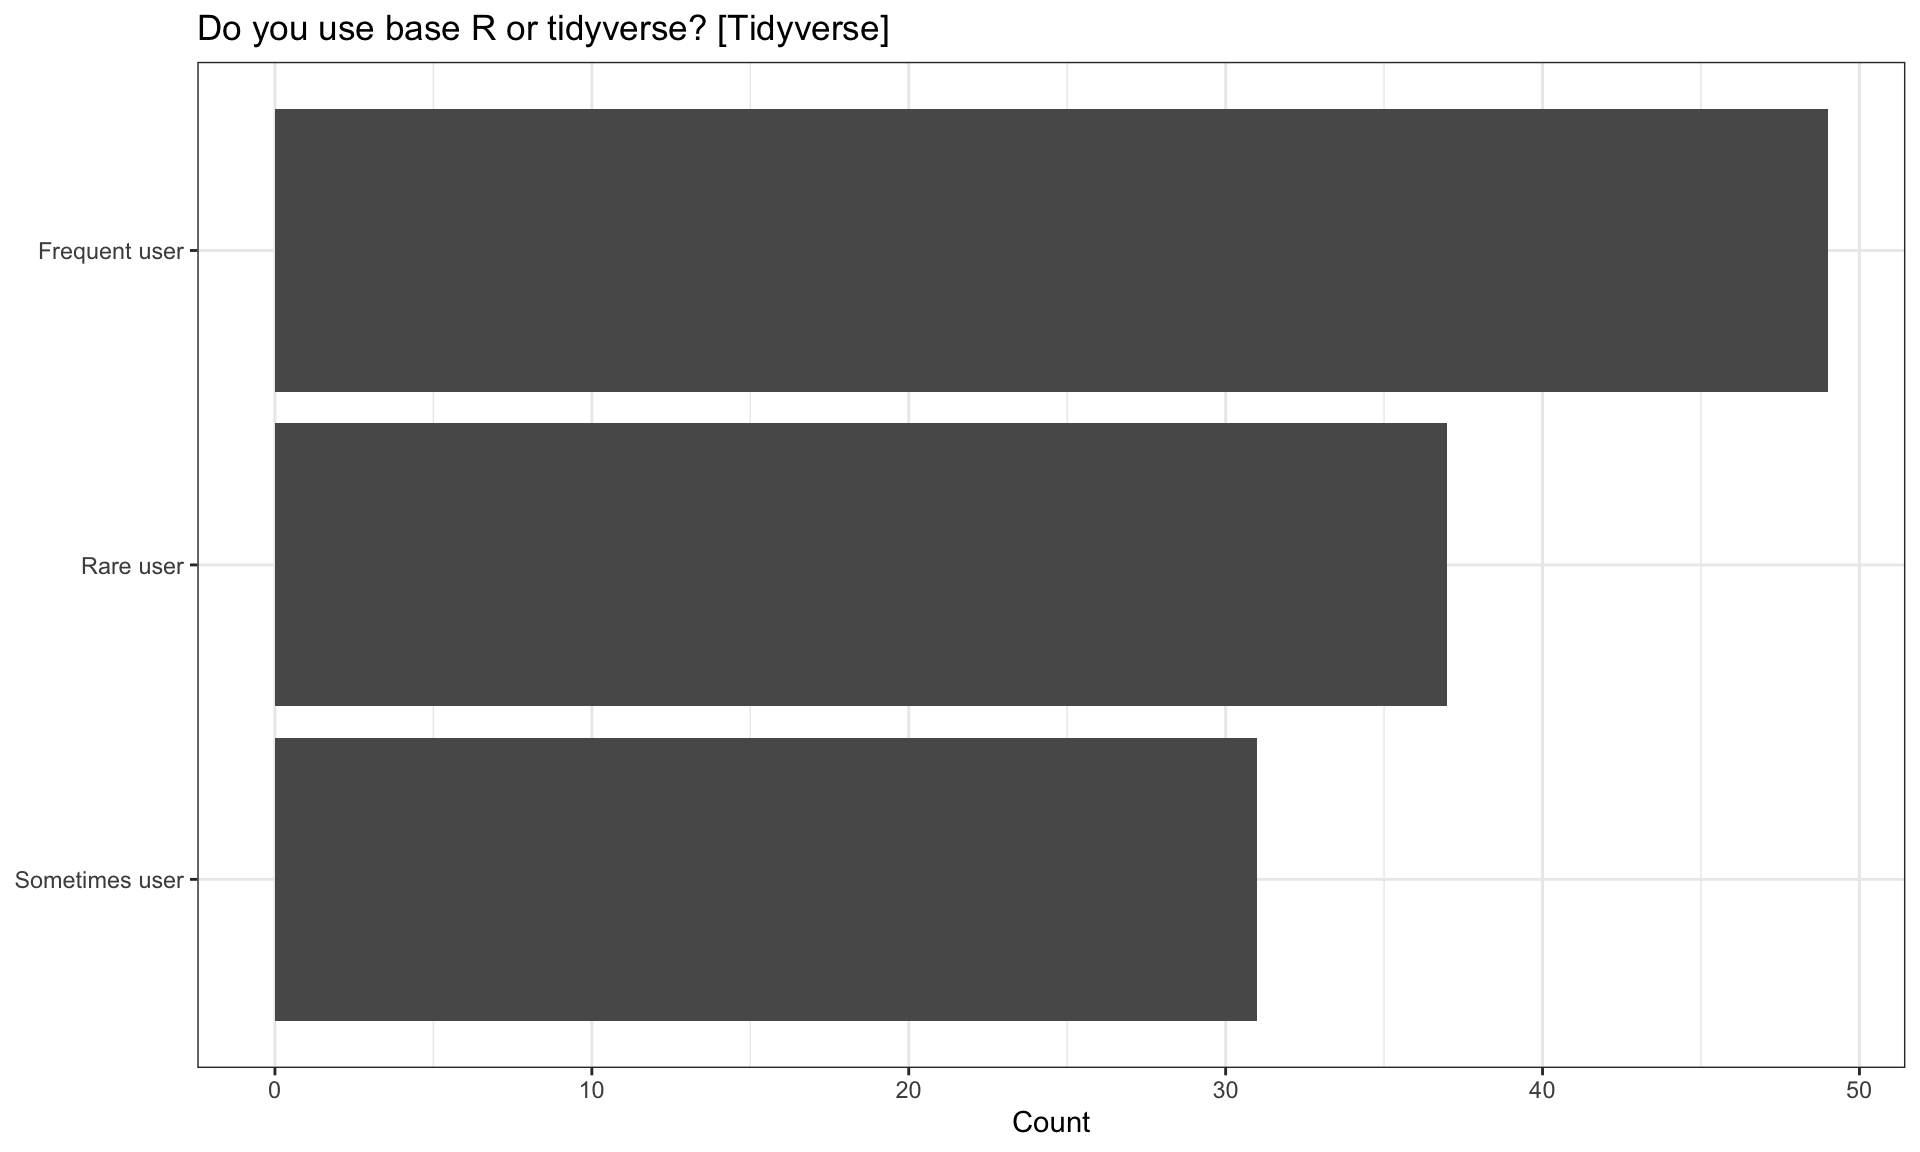 Do you use base R or tidyverse? [Tidyverse]
Frequent user
Rare user
Sometimes user
0 10 20 30 40 50
Count